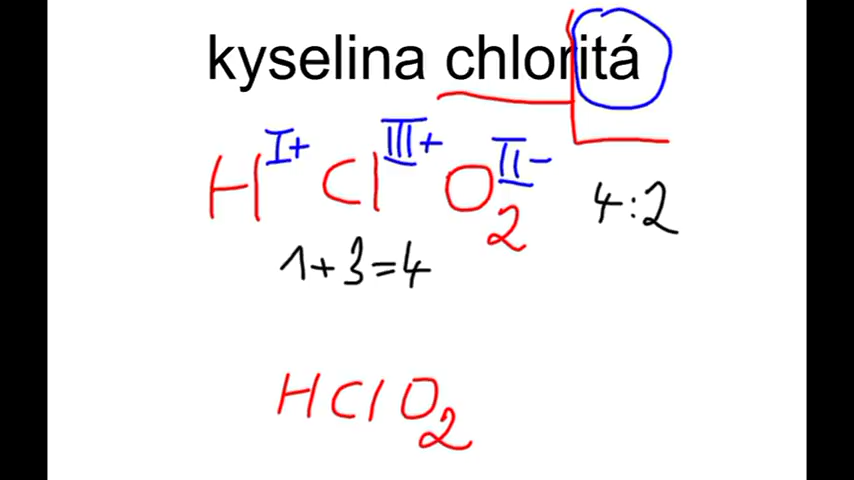 kyselina chloritá
H^I+ Cl^III+ O₂^II- 4:2
1+3=4
HClO₂